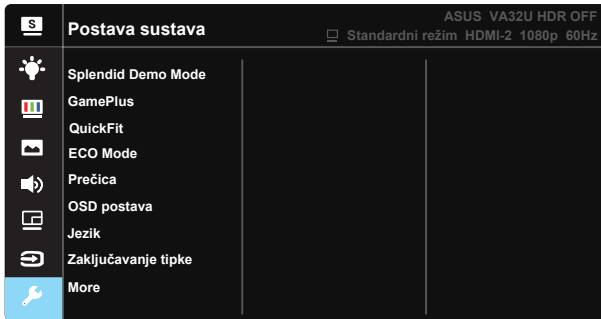 S
Postava sustava
ASUS VA32U HDR OFF
Standardni režim HDMI-2 1080p 60Hz
Splendid Demo Mode
GamePlus
QuickFit
ECO Mode
Prečica
OSD postava
Jezik
Zaključavanje tipke
More